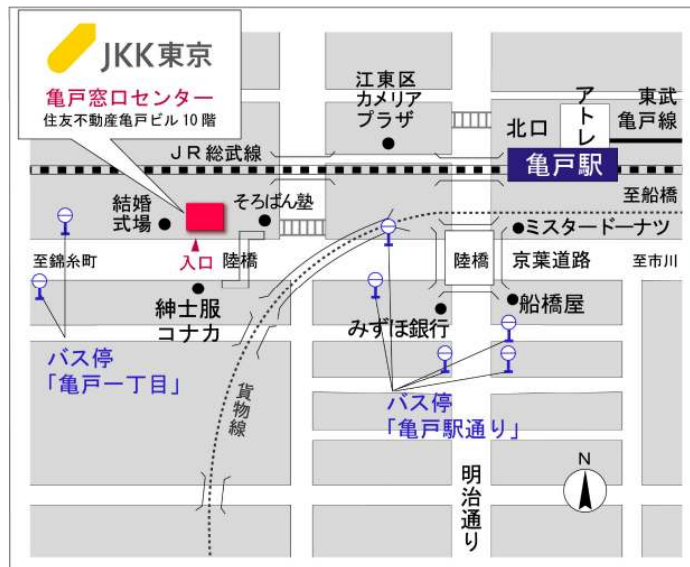 JKK東京
亀戸窓口センター
住友不動産亀戸ビル10階
江東区
カメリア
プラザ
北口
アトレ
東武
亀戸線
JR総武線
亀戸駅
至船橋
結婚
式場
そろばん塾
ミスタードーナツ
至錦糸町
入口
陸橋
陸橋
京葉道路
至市川
紳士服
コナカ
みずほ銀行
船橋屋
バス停
「亀戸一丁目」
バス停
「亀戸駅通り」
貨物線
明治通り
N